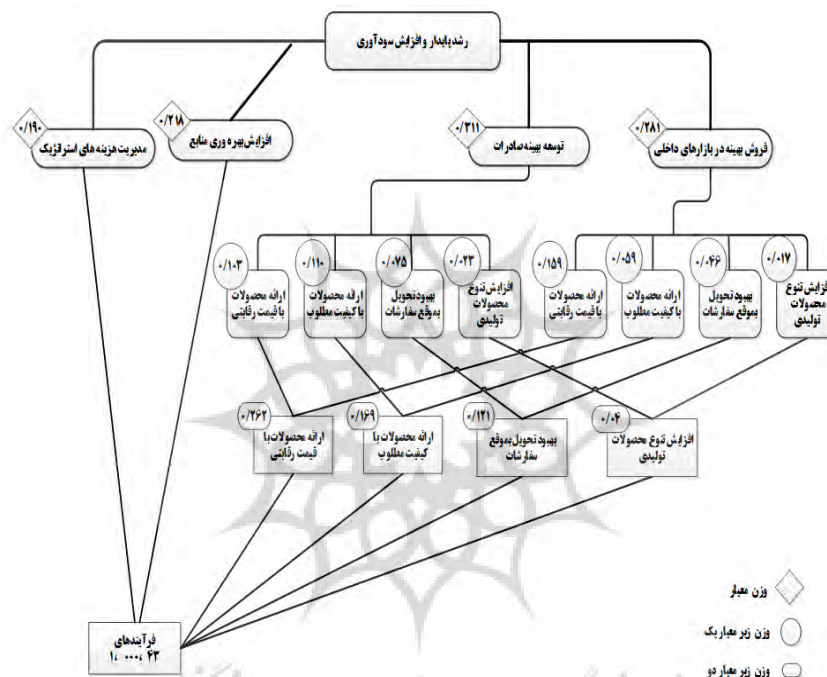 رشد پایدار و افزایش سودآوری
۰/۲۸۱
۰/۳۱۱
۰/۲۱۸
۰/۱۹۰
فروش بهینه در بازارهای داخلی
توسعه بهینه صادرات
افزایش بهره وری منابع
مدیریت هزینه های استراتژیک
۰/۰۱۷
۰/۰۴۶
۰/۰۵۹
۰/۱۵۹
۰/۰۲۳
۰/۰۷۵
۰/۱۱۰
۰/۱۰۳
افزایش تنوع
محصولات
تولیدی
بهبود تحویل
بموقع سفارشات
ارائه محصولات
با کیفیت مطلوب
ارائه محصولات
با قیمت رقابتی
افزایش تنوع
محصولات
تولیدی
بهبود تحویل
بموقع سفارشات
ارائه محصولات
با کیفیت مطلوب
ارائه محصولات
با قیمت رقابتی
۰/۰۴
۰/۱۲۱
۰/۱۶۹
۰/۲۶۲
افزایش تنوع محصولات
تولیدی
بهبود تحویل بموقع
سفارشات
ارائه محصولات با
کیفیت مطلوب
ارائه محصولات با
قیمت رقابتی
فرآیندهای
۱، ۰۰۰، ۴۳
وزن معیار
وزن زیر معیار یک
وزن زیر معیار دو